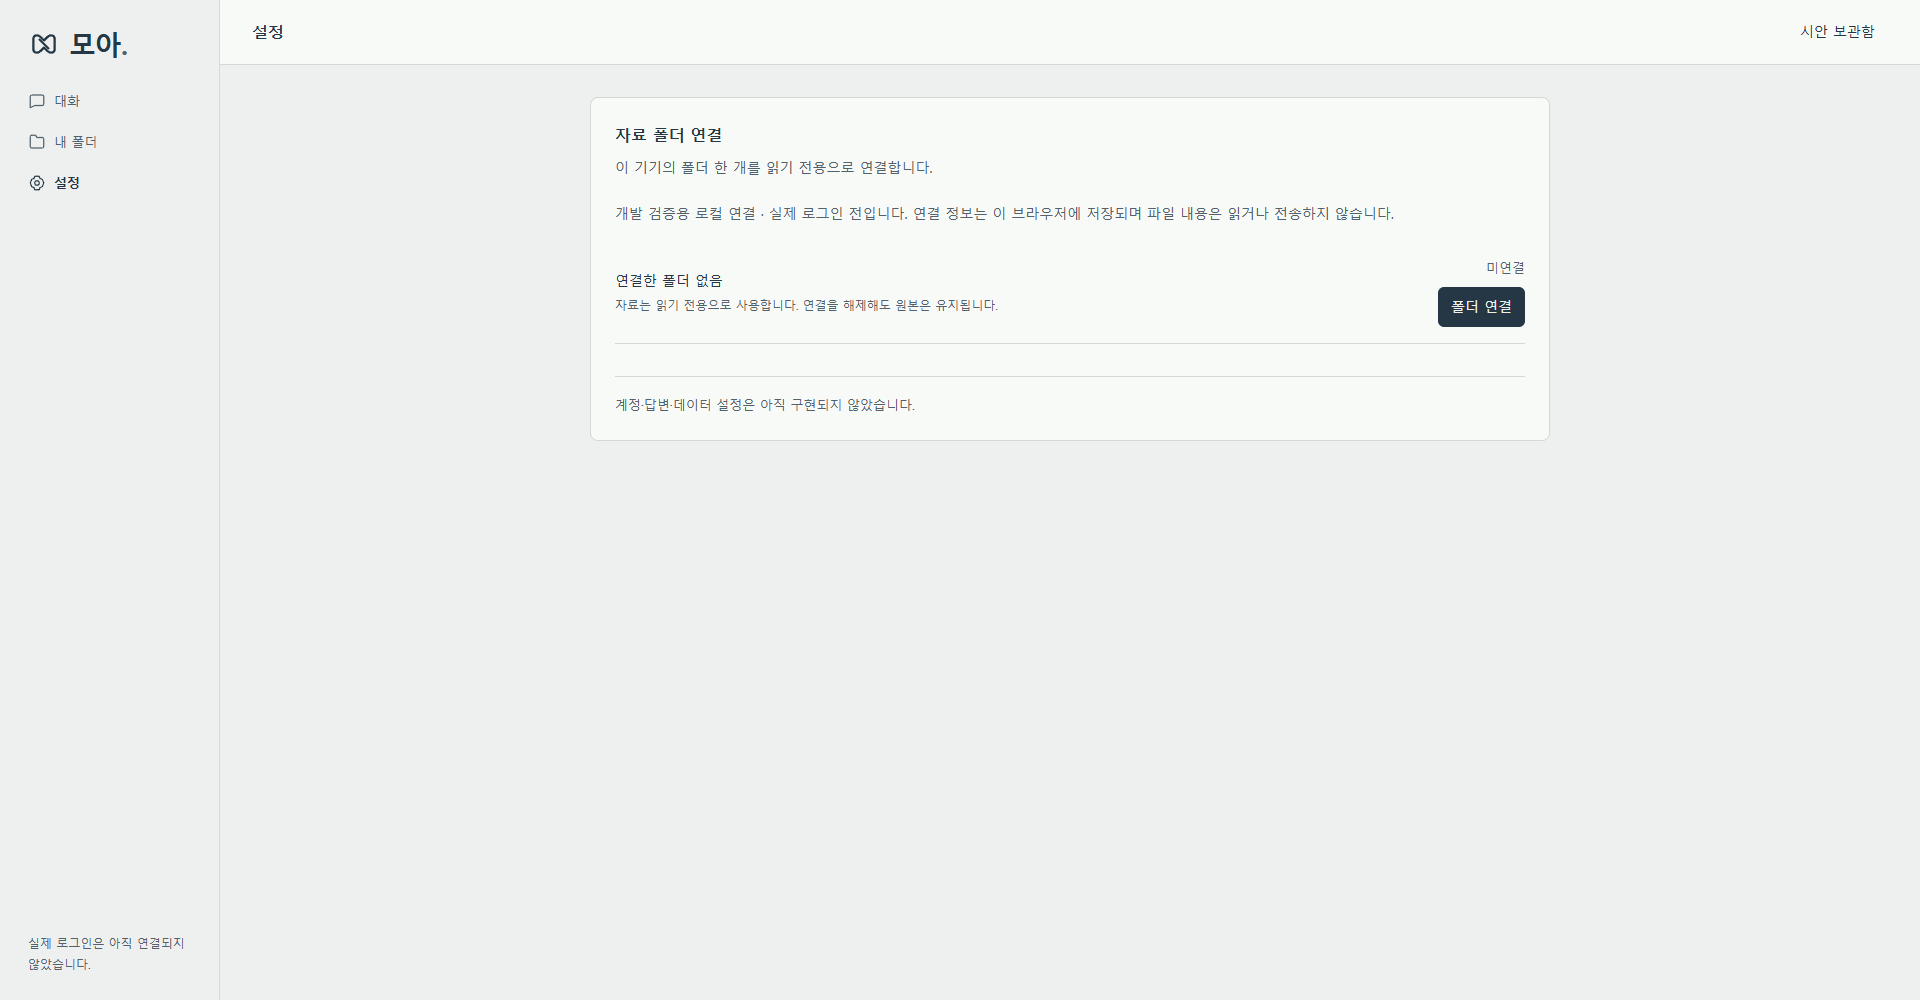 모아.
대화
내 폴더
설정
실제 로그인은 아직 연결되지
않았습니다.
설정
시안 보관함
자료 폴더 연결
이 기기의 폴더 한 개를 읽기 전용으로 연결합니다.
개발 검증용 로컬 연결 · 실제 로그인 전입니다. 연결 정보는 이 브라우저에 저장되며 파일 내용은 읽거나 전송하지 않습니다.
연결한 폴더 없음
자료는 읽기 전용으로 사용합니다. 연결을 해제해도 원본은 유지됩니다.
미연결
폴더 연결
계정·답변·데이터 설정은 아직 구현되지 않았습니다.